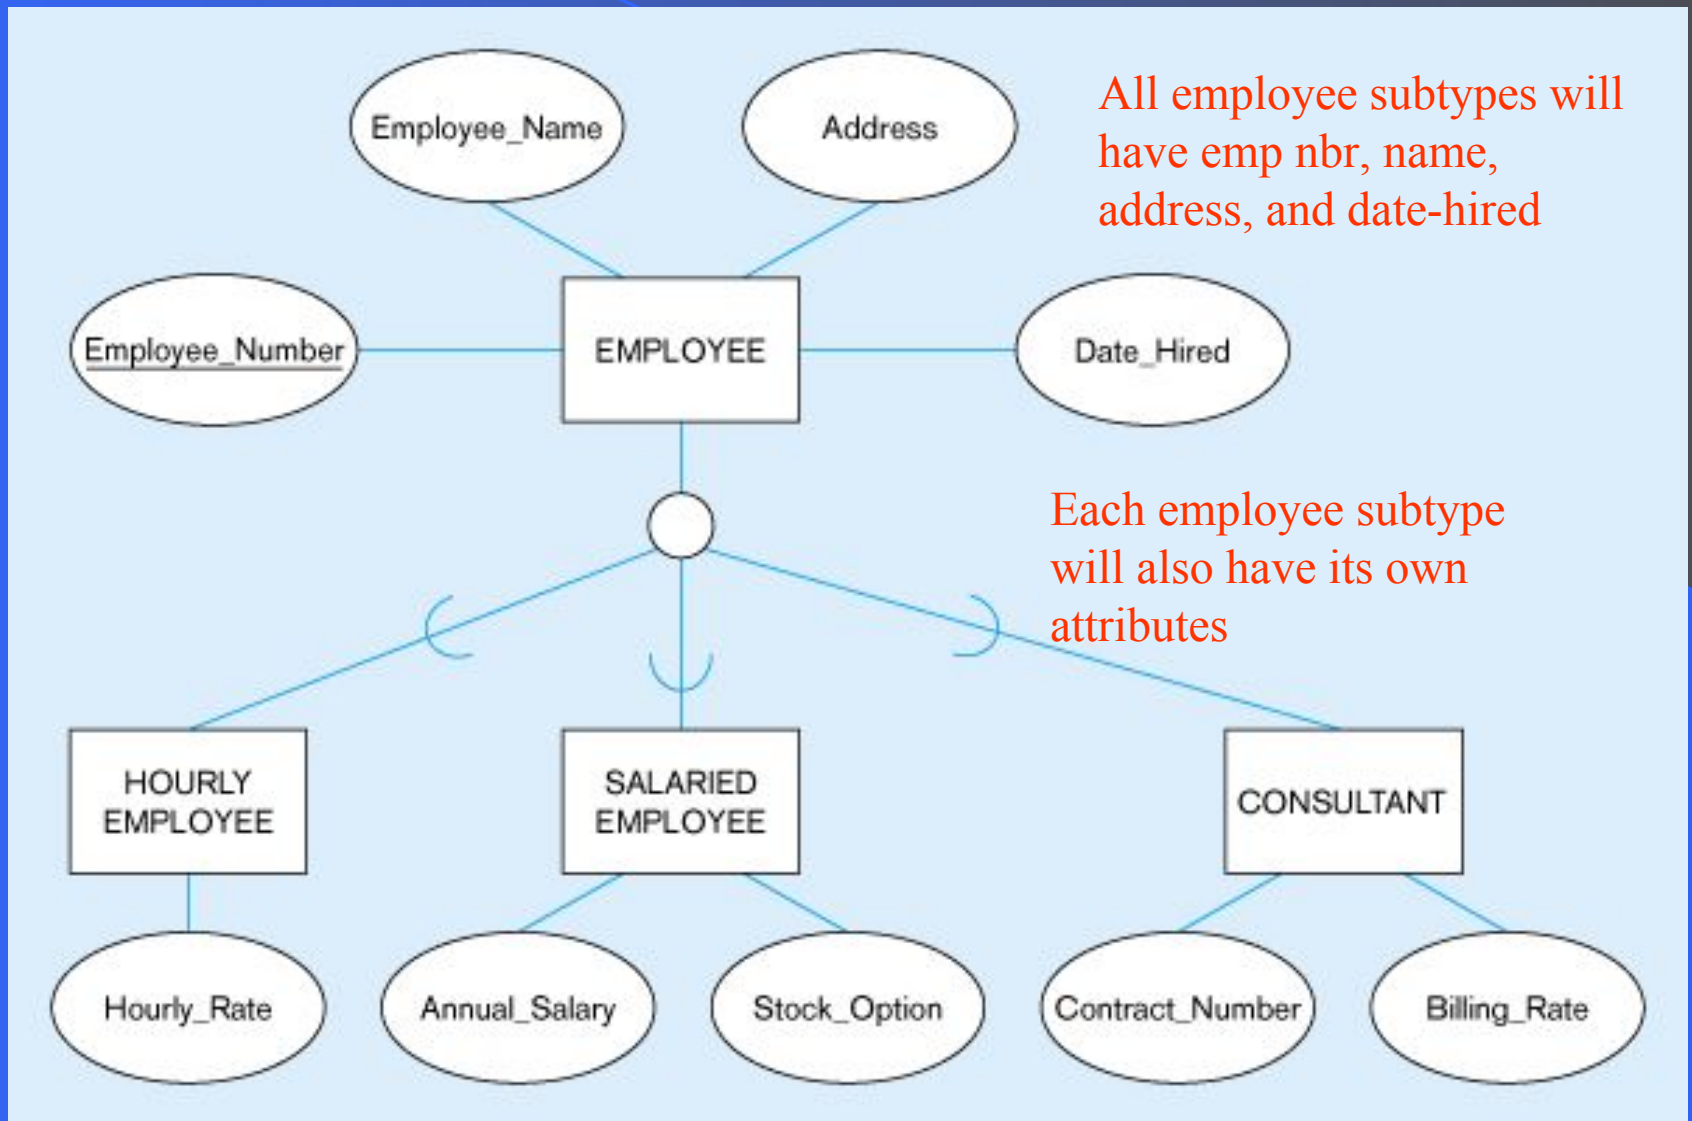 Employee_Name
Address
All employee subtypes will
have emp nbr, name,
address, and date-hired
Employee_Number
EMPLOYEE
Date_Hired
Each employee subtype
will also have its own
attributes
HOURLY
EMPLOYEE
SALARIED
EMPLOYEE
CONSULTANT
Hourly_Rate
Annual_Salary
Stock_Option
Contract_Number
Billing_Rate